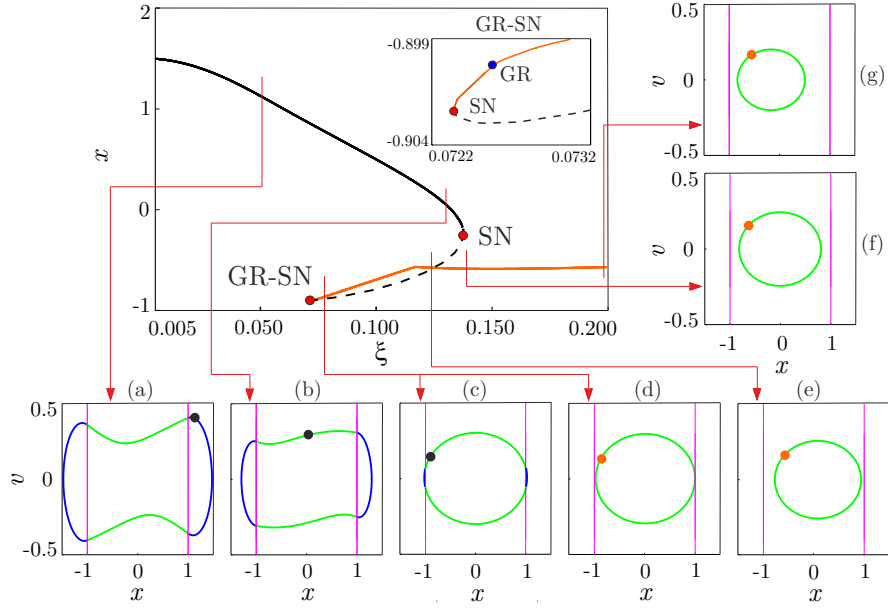 2
1
0
-1
x
0.005
0.050
0.100
0.150
0.200
ξ
GR-SN
SN
GR-SN
-0.899
-0.904
0.0722
0.0732
GR
SN
0.5
0
-0.5
v
(g)
0.5
0
-0.5
v
-1
0
1
x
(f)
(a)
(b)
(c)
(d)
(e)
0.5
0
-0.5
v
-1
0
1
x
-1
0
1
x
-1
0
1
x
-1
0
1
x
-1
0
1
x